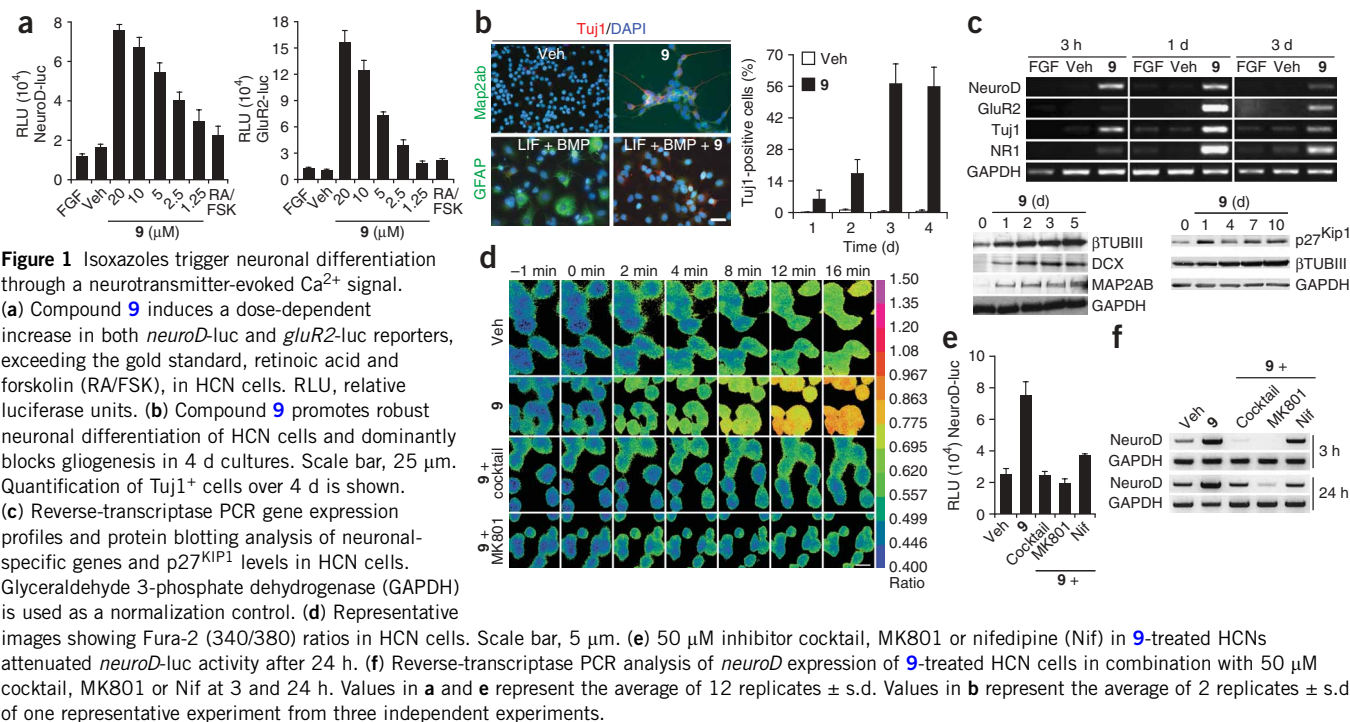 a
RLU (10⁴)
NeuroD-luc
8
6
4
2
0
FGF
Veh
20
10
5
2.5
1.25
RA/
FSK
9 (μM)
RLU (10⁴)
GluR2-luc
18
15
12
9
6
3
0
FGF
Veh
20
10
5
2.5
1.25
RA/
FSK
9 (μM)
b
Tuj1/DAPI
Map2ab
Veh
9
GFAP
LIF + BMP
LIF + BMP + 9
Tuj1-positive cells (%)
70
56
42
28
14
0
Veh
9
1 2 3 4
Time (d)
c
3 h 1 d 3 d
FGF Veh 9 FGF Veh 9 FGF Veh 9
NeuroD
GluR2
Tuj1
NR1
GAPDH
9 (d)
0 1 2 3 5
βTUBIII
DCX
MAP2AB
GAPDH
9 (d)
0 1 4 7 10
p27Kip1
βTUBIII
GAPDH
d
–1 min 0 min 2 min 4 min 8 min 12 min 16 min
Veh
9
9 +
cocktail
9 +
MK801
1.50
1.35
1.20
1.08
0.967
0.863
0.775
0.695
0.620
0.557
0.499
0.446
0.400
Ratio
e
RLU (10⁴) NeuroD-luc
10
8
6
4
2
0
Veh
9
Cocktail
MK801
Nif
9 +
f
9 +
Veh
9
Cocktail
MK801
Nif
NeuroD
GAPDH
3 h
NeuroD
GAPDH
24 h
Figure 1 Isoxazoles trigger neuronal differentiation
through a neurotransmitter-evoked Ca²⁺ signal.
(a) Compound 9 induces a dose-dependent
increase in both neuroD-luc and gluR2-luc reporters,
exceeding the gold standard, retinoic acid and
forskolin (RA/FSK), in HCN cells. RLU, relative
luciferase units. (b) Compound 9 promotes robust
neuronal differentiation of HCN cells and dominantly
blocks gliogenesis in 4 d cultures. Scale bar, 25 μm.
Quantification of Tuj1⁺ cells over 4 d is shown.
(c) Reverse-transcriptase PCR gene expression
profiles and protein blotting analysis of neuronal-
specific genes and p27KIP1 levels in HCN cells.
Glyceraldehyde 3-phosphate dehydrogenase (GAPDH)
is used as a normalization control. (d) Representative
images showing Fura-2 (340/380) ratios in HCN cells. Scale bar, 5 μm. (e) 50 μM inhibitor cocktail, MK801 or nifedipine (Nif) in 9-treated HCNs
attenuated neuroD-luc activity after 24 h. (f) Reverse-transcriptase PCR analysis of neuroD expression of 9-treated HCN cells in combination with 50 μM
cocktail, MK801 or Nif at 3 and 24 h. Values in a and e represent the average of 12 replicates ± s.d. Values in b represent the average of 2 replicates ± s.d
of one representative experiment from three independent experiments.